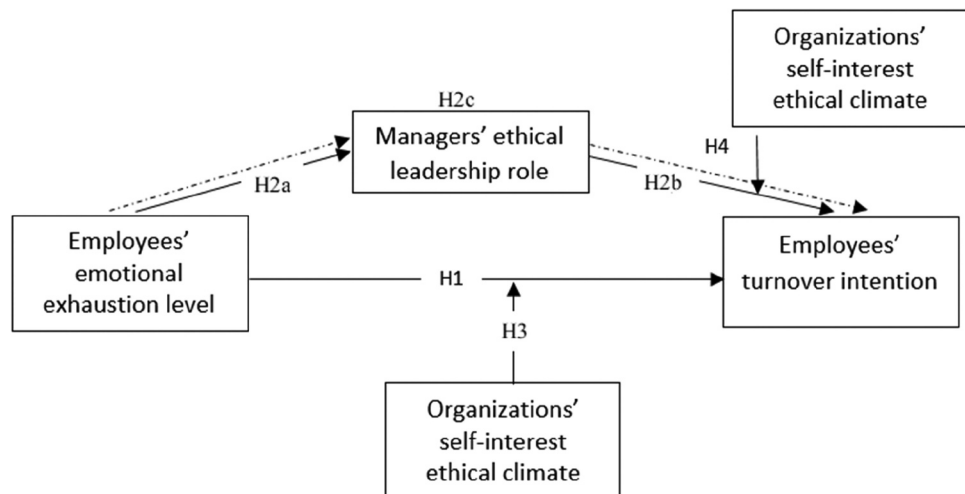 Organizations’
self-interest
ethical climate
H2c
Managers’ ethical
leadership role
H4
H2a
H2b
Employees’
emotional
exhaustion level
H1
Employees’
turnover intention
H3
Organizations’
self-interest
ethical climate